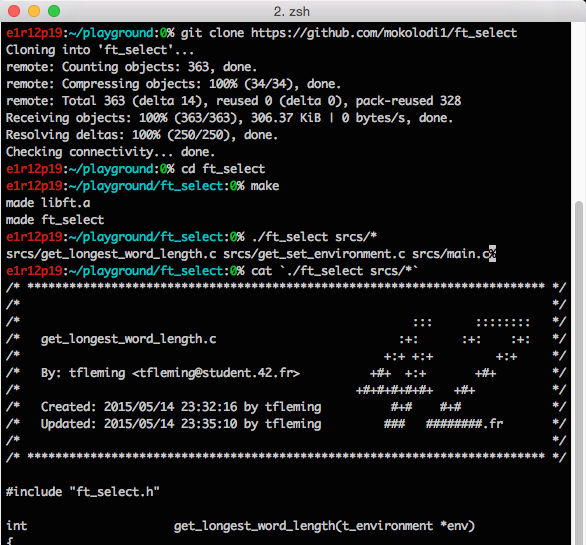 2. zsh
e1r12p19:~/playground:0% git clone https://github.com/mokolodi1/ft_select
Cloning into 'ft_select'...
remote: Counting objects: 363, done.
remote: Compressing objects: 100% (34/34), done.
remote: Total 363 (delta 14), reused 0 (delta 0), pack-reused 328
Receiving objects: 100% (363/363), 306.37 KiB | 0 bytes/s, done.
Resolving deltas: 100% (250/250), done.
Checking connectivity... done.
e1r12p19:~/playground:0% cd ft_select
e1r12p19:~/playground/ft_select:0% make
made libft.a
made ft_select
e1r12p19:~/playground/ft_select:0% ./ft_select srcs/*
srcs/get_longest_word_length.c srcs/get_set_environment.c srcs/main.c%
e1r12p19:~/playground/ft_select:0% cat `./ft_select srcs/*`
/* ************************************************************************** */
/*                                                                            */
/*                                                        :::      ::::::::   */
/*   get_longest_word_length.c                          :+:      :+:    :+:   */
/*                                                    +:+ +:+         +:+     */
/*   By: tfleming <tfleming@student.42.fr>          +#+  +:+       +#+        */
/*                                                +#+#+#+#+#+   +#+           */
/*   Created: 2015/05/14 23:32:16 by tfleming          #+#    #+#             */
/*   Updated: 2015/05/14 23:35:10 by tfleming         ###   ########.fr       */
/*                                                                            */
/* ************************************************************************** */
#include "ft_select.h"
int                     get_longest_word_length(t_environment *env)
{